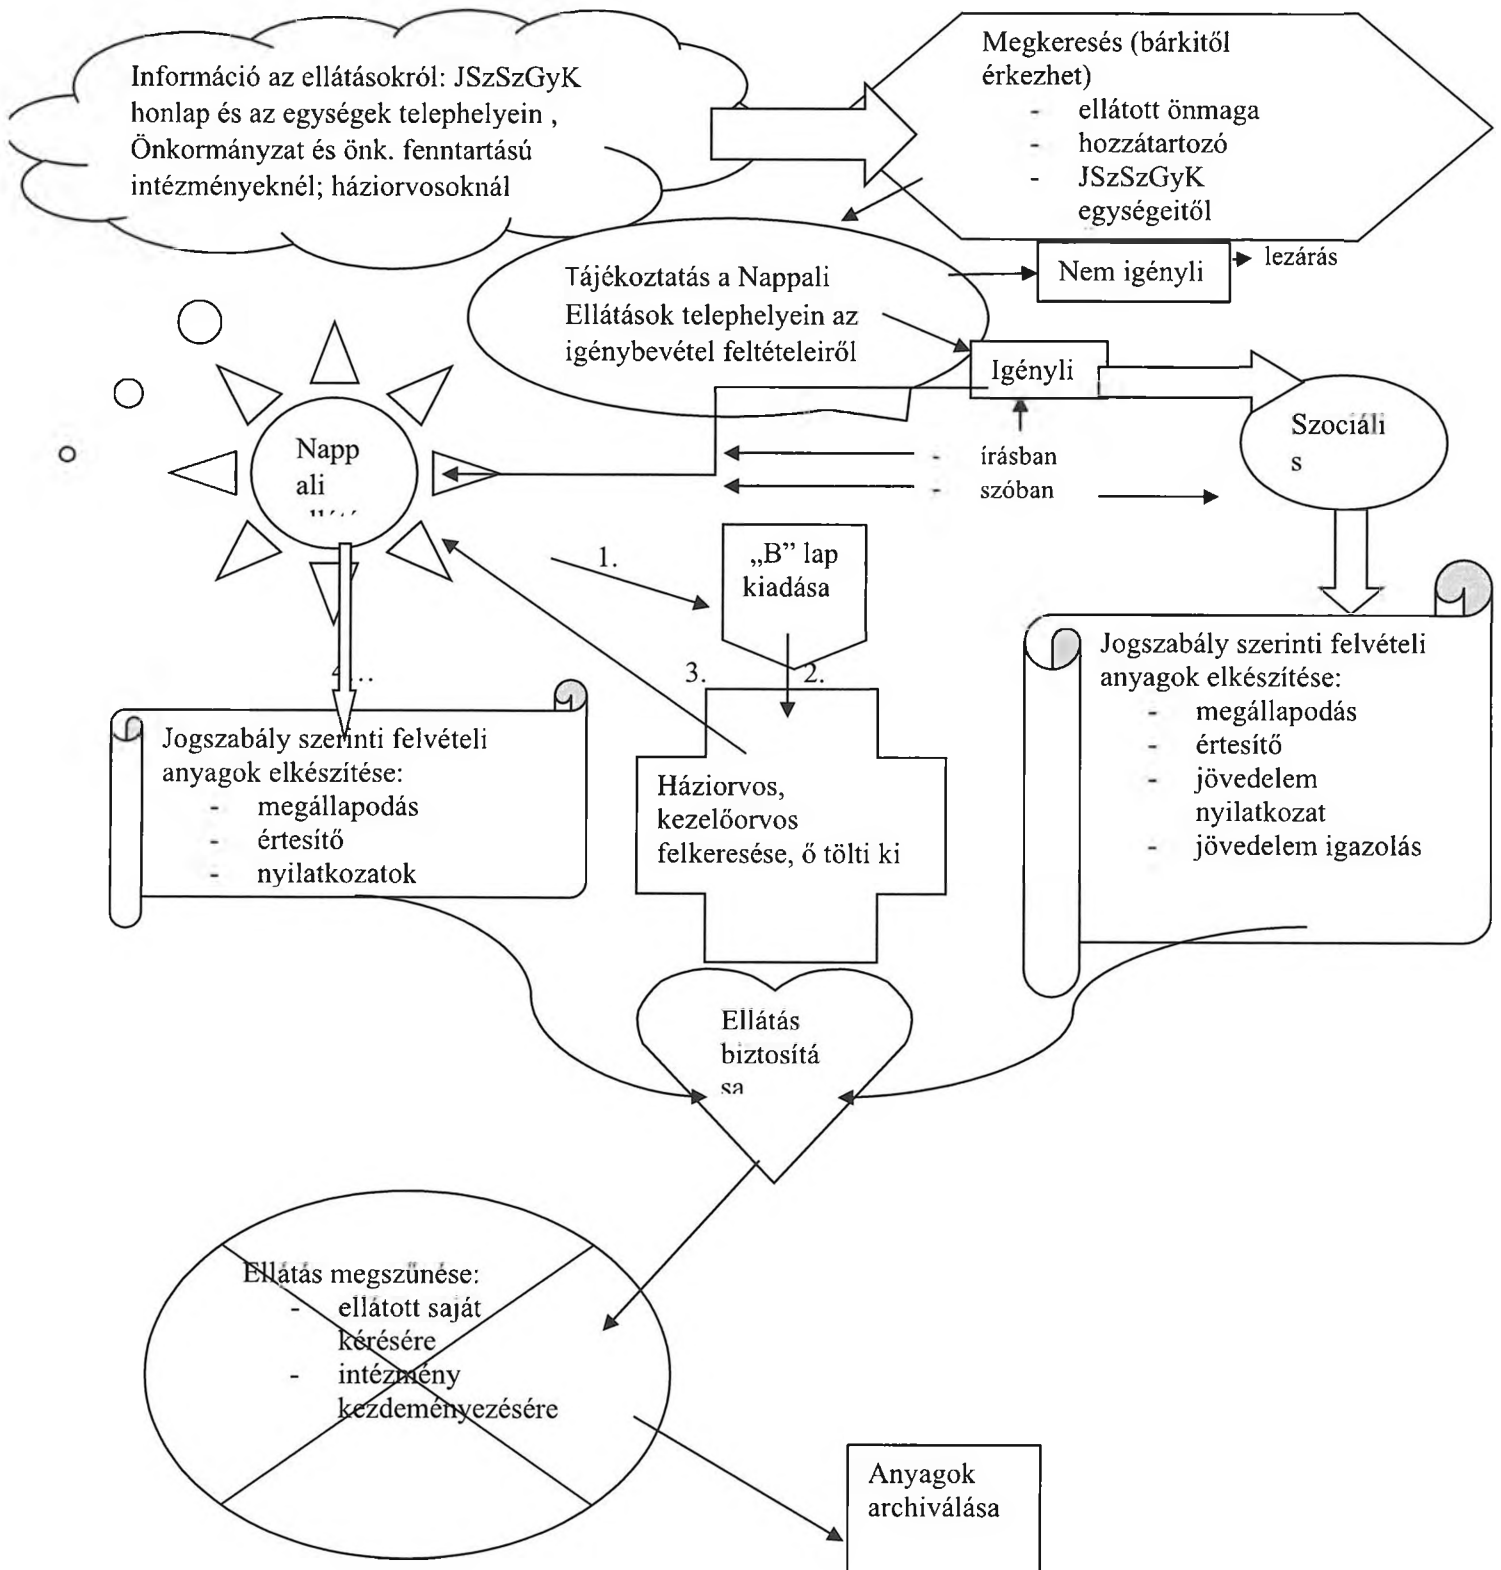 Információ az ellátásokról: JSzSzGyK
honlap és az egységek telephelyein ,
Önkormányzat és önk. fenntartású
intézményeknél; háziorvosoknál
Megkeresés (bárkitől
érkezhet)
- ellátott önmaga
- hozzátartozó
- JSzSzGyK
egységeitől
Tájékoztatás a Nappali
Ellátások telephelyein az
igénybevétel feltételeiről
Nem igényli
lezárás
Igényli
- írásban
- szóban
Szociáli
s
Napp
ali
1.
„B” lap
kiadása
2.
3.
4...
Jogszabály szerinti felvételi
anyagok elkészítése:
- megállapodás
- értesítő
- nyilatkozatok
Háziorvos,
kezelőorvos
felkeresése, ő tölti ki
Jogszabály szerinti felvételi
anyagok elkészítése:
- megállapodás
- értesítő
- jövedelem
nyilatkozat
- jövedelem igazolás
Ellátás
biztosítá
sa
Ellátás megszűnése:
- ellátott saját
kérésére
- intézmény
kezdeményezésére
Anyagok
archiválása